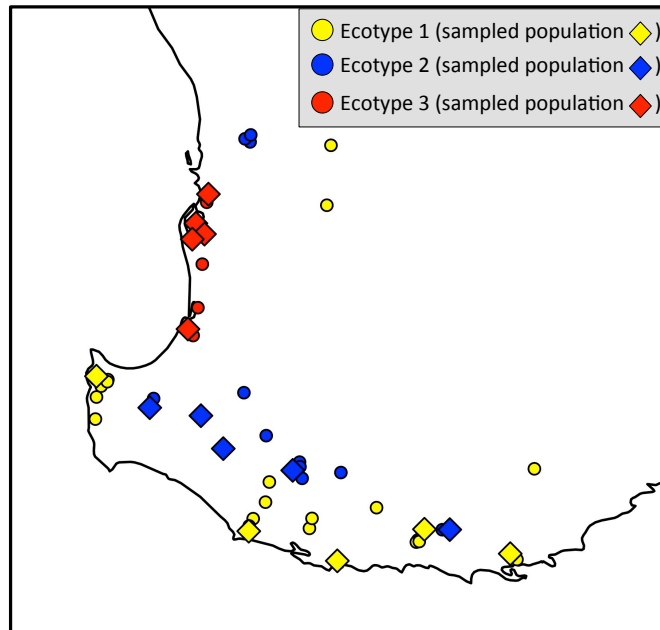 Ecotype 1 (sampled population )
Ecotype 2 (sampled population )
Ecotype 3 (sampled population )